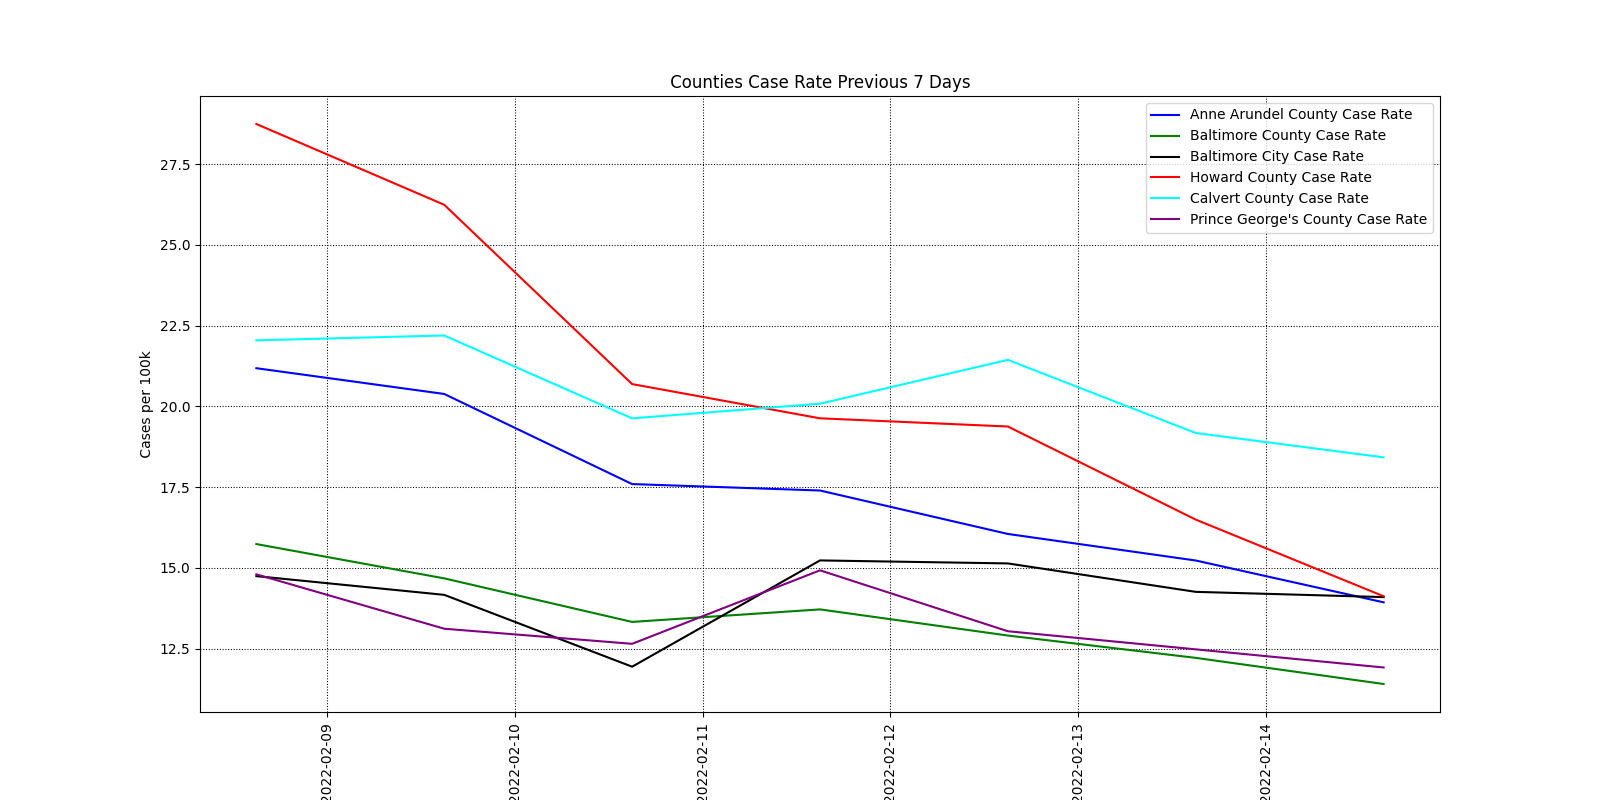 Counties Case Rate Previous 7 Days
Anne Arundel County Case Rate
Baltimore County Case Rate
Baltimore City Case Rate
Howard County Case Rate
Calvert County Case Rate
Prince George's County Case Rate
27.5
25.0
22.5
20.0
17.5
15.0
12.5
Cases per 100k
2022-02-09
2022-02-10
2022-02-11
2022-02-12
2022-02-13
2022-02-14